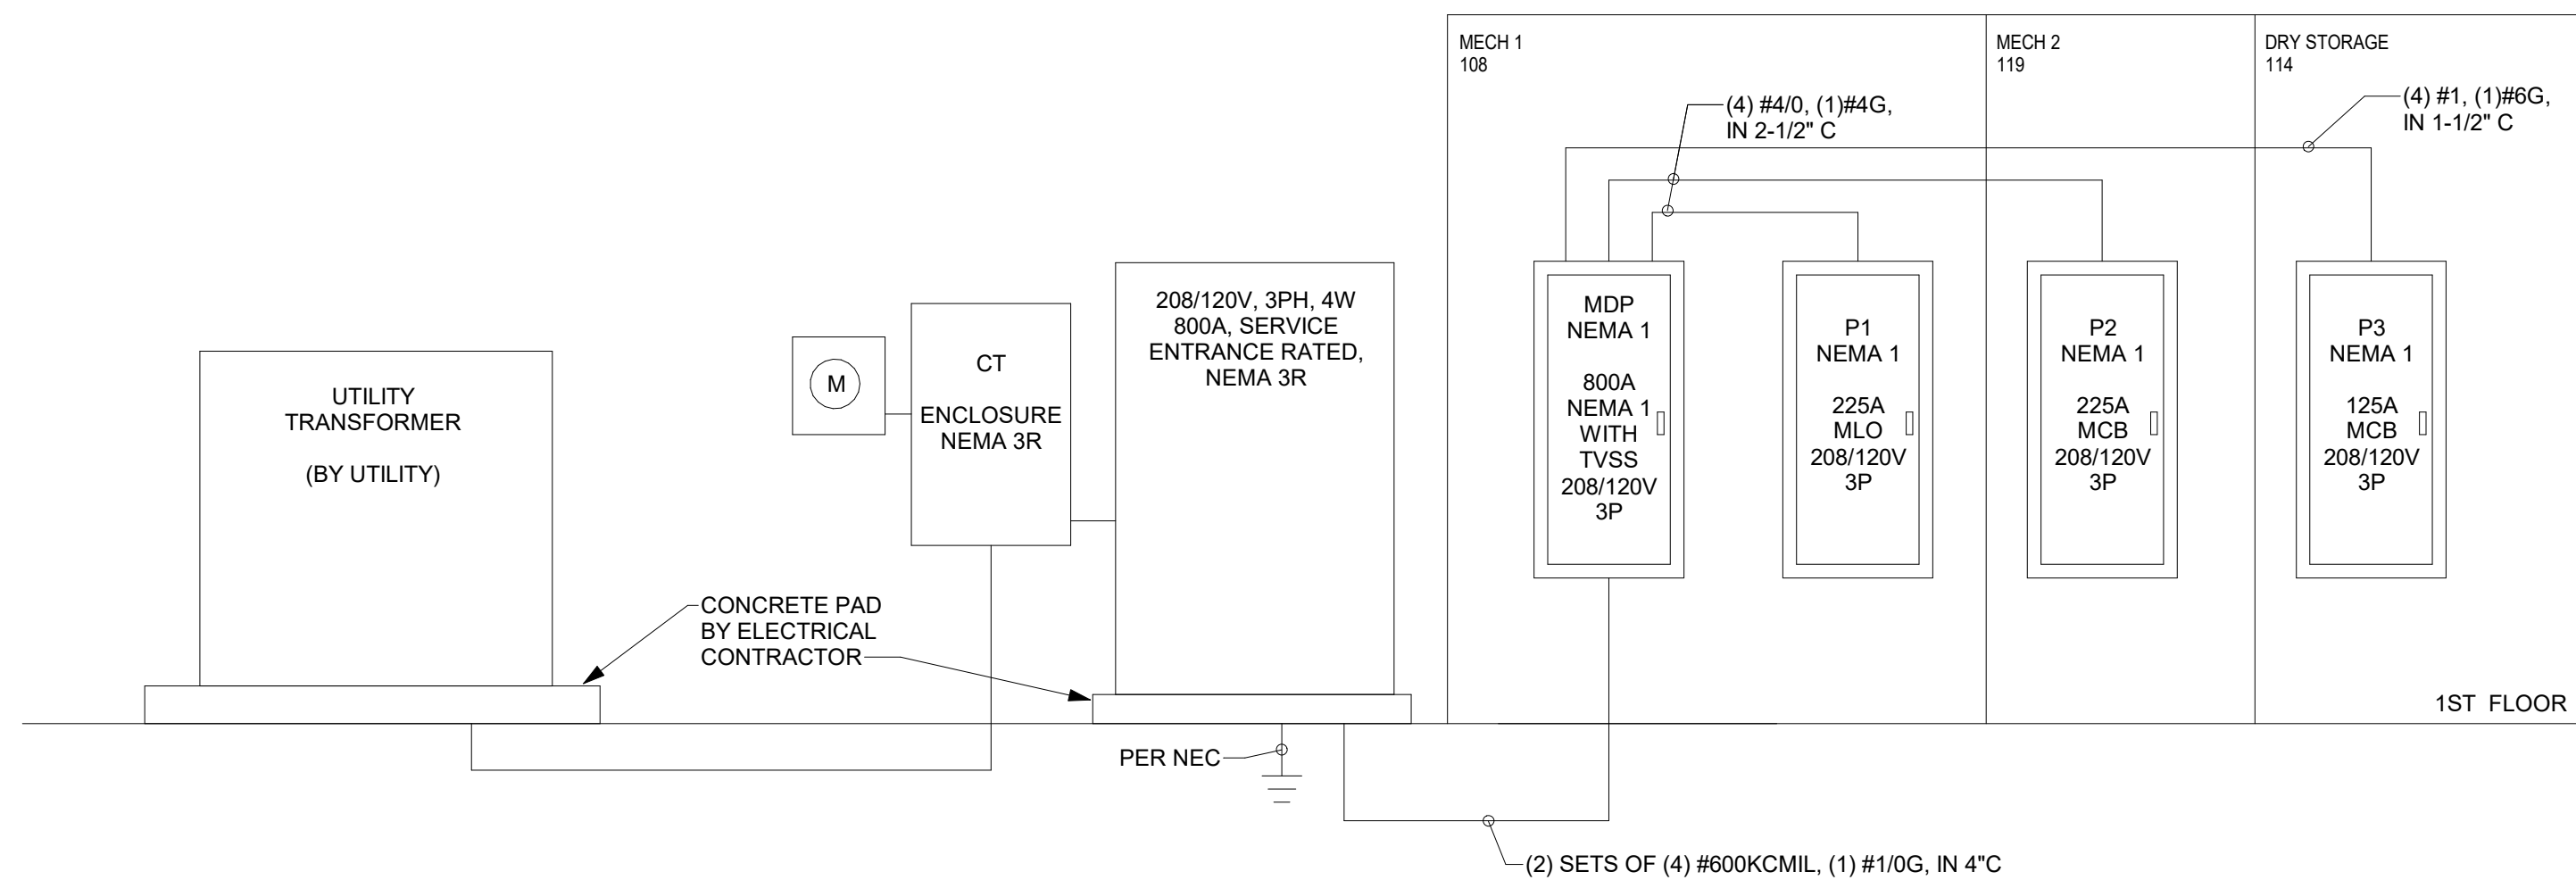 MECH 1
108
MECH 2
119
DRY STORAGE
114
(4) #4/0, (1)#4G,
IN 2-1/2" C
(4) #1, (1)#6G,
IN 1-1/2" C
UTILITY
TRANSFORMER
(BY UTILITY)
M
CT
ENCLOSURE
NEMA 3R
208/120V, 3PH, 4W
800A, SERVICE
ENTRANCE RATED,
NEMA 3R
MDP
NEMA 1
800A
NEMA 1
WITH
TVSS
208/120V
3P
P1
NEMA 1
225A
MLO
208/120V
3P
P2
NEMA 1
225A
MCB
208/120V
3P
P3
NEMA 1
125A
MCB
208/120V
3P
CONCRETE PAD
BY ELECTRICAL
CONTRACTOR
1ST FLOOR
PER NEC
(2) SETS OF (4) #600KCMIL, (1) #1/0G, IN 4"C